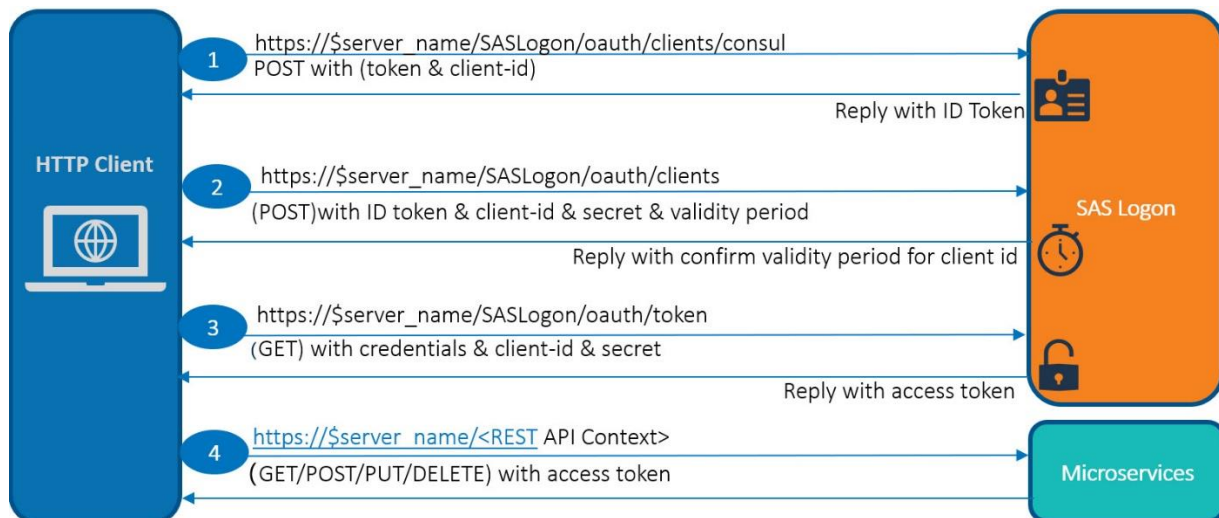 https://$server_name/SASLogon/oauth/clients/consul
1
POST with (token & client-id)
Reply with ID Token
HTTP Client
2
https://$server_name/SASLogon/oauth/clients
(POST)with ID token & client-id & secret & validity period
SAS Logon
Reply with confirm validity period for client id
3
https://$server_name/SASLogon/oauth/token
(GET) with credentials & client-id & secret
Reply with access token
4
https://$server_name/<REST API Context>
(GET/POST/PUT/DELETE) with access token
Microservices